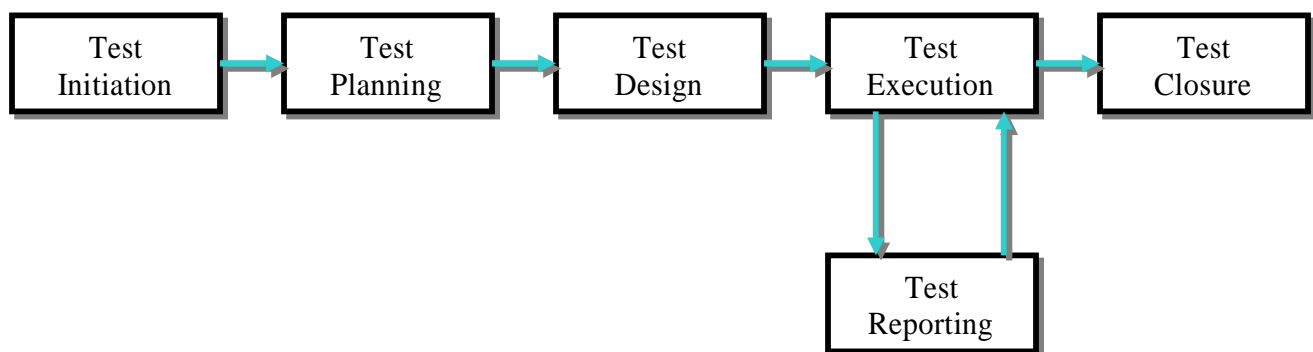 Test
Initiation
Test
Planning
Test
Design
Test
Execution
Test
Closure
Test
Reporting